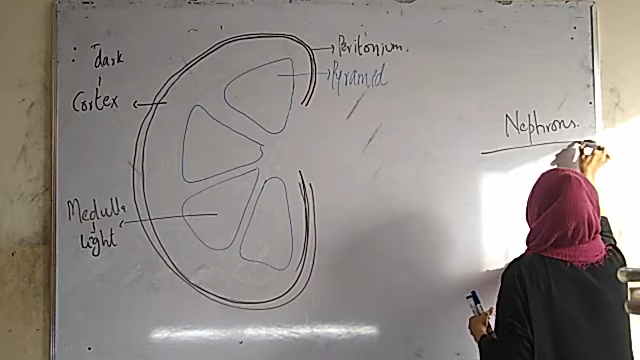 dark
Cortex
Medulla
light
Peritonium.
Pyramid
Nephrons.